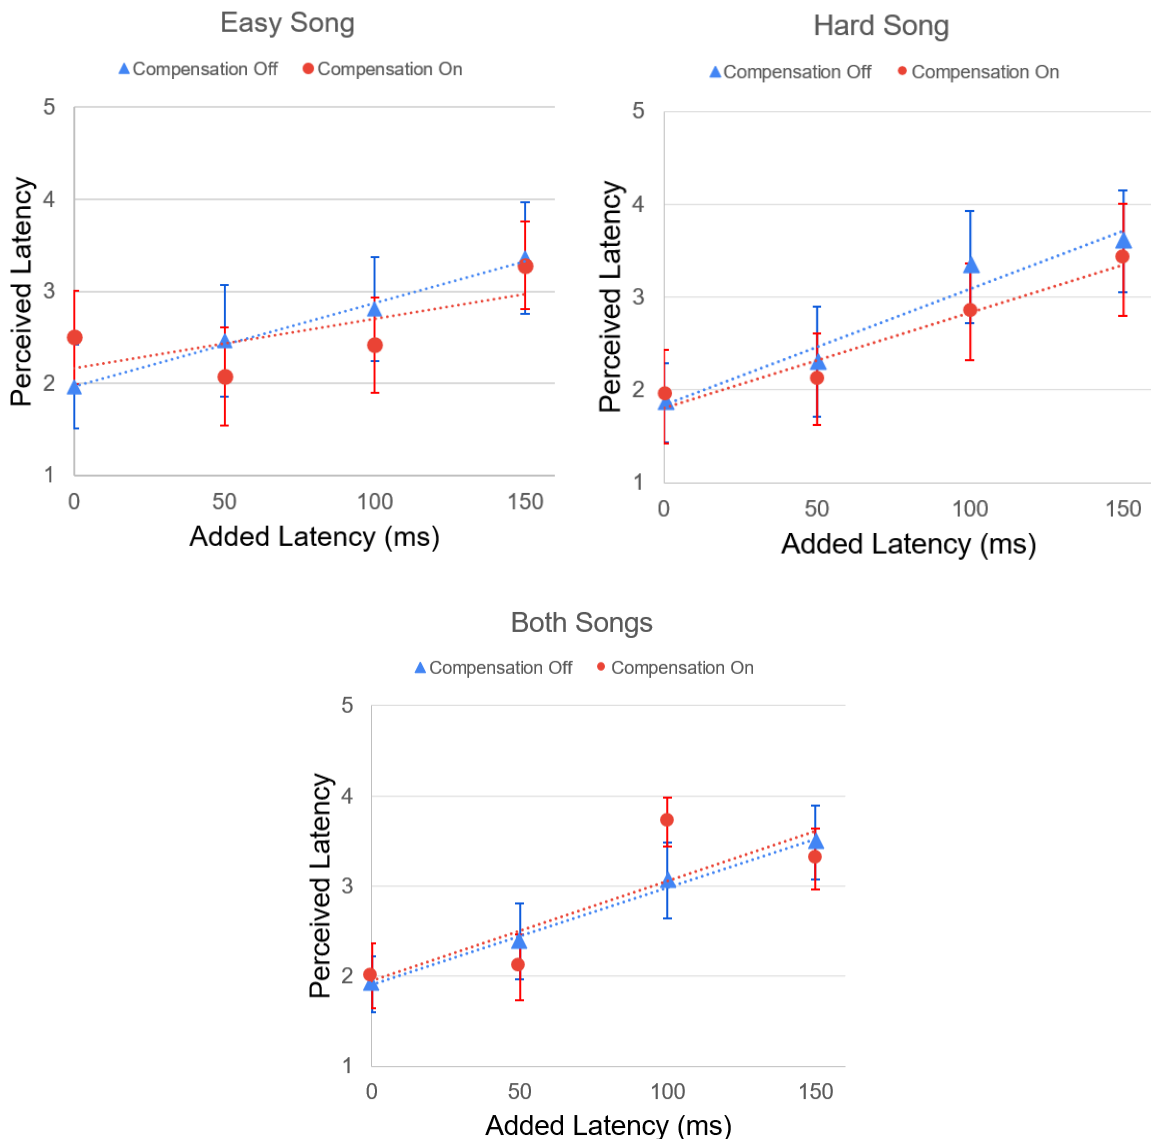 Easy Song
Compensation Off Compensation On
5
4
3
2
1
0 50 100 150
Perceived Latency
Added Latency (ms)
Hard Song
Compensation Off Compensation On
5
4
3
2
1
0 50 100 150
Perceived Latency
Added Latency (ms)
Both Songs
Compensation Off Compensation On
5
4
3
2
1
0 50 100 150
Perceived Latency
Added Latency (ms)